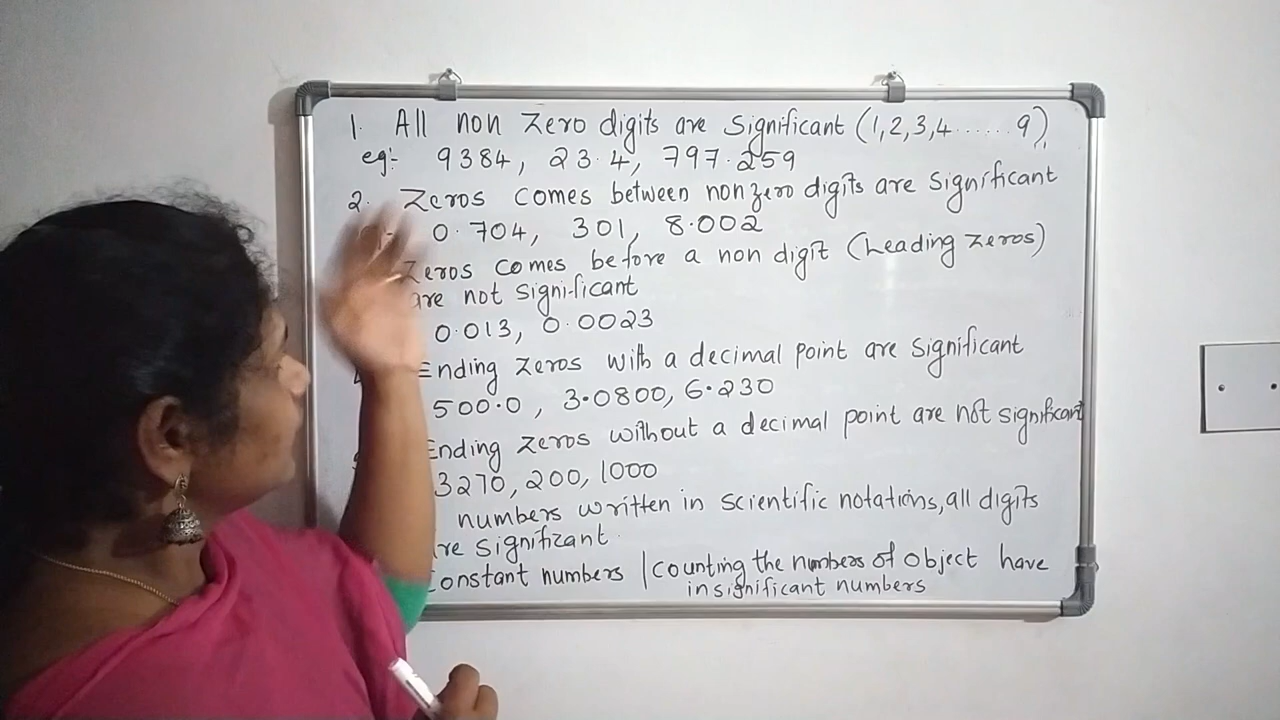 1. All non zero digits are significant (1,2,3,4......9),
eg:- 9384, 23.4, 797.259
2. Zeros comes between nonzero digits are significant
0.704, 301, 8.002
Zeros comes before a non digit (Leading zeros)
are not significant
0.013, 0.0023
Ending zeros with a decimal point are significant
500.0, 3.0800, 6.230
Ending zeros without a decimal point are not significant
3270, 200, 1000
numbers written in scientific notations, all digits
re significant.
Constant numbers | counting the numbers of object have
insignificant numbers